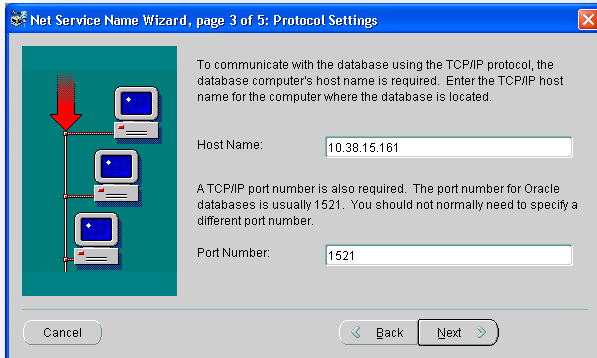 Net Service Name Wizard, page 3 of 5: Protocol Settings
To communicate with the database using the TCP/IP protocol, the
database computer's host name is required. Enter the TCP/IP host
name for the computer where the database is located.
Host Name:
10.38.15.161
A TCP/IP port number is also required. The port number for Oracle
databases is usually 1521. You should not normally need to specify a
different port number.
Port Number:
1521
Cancel
Back
Next